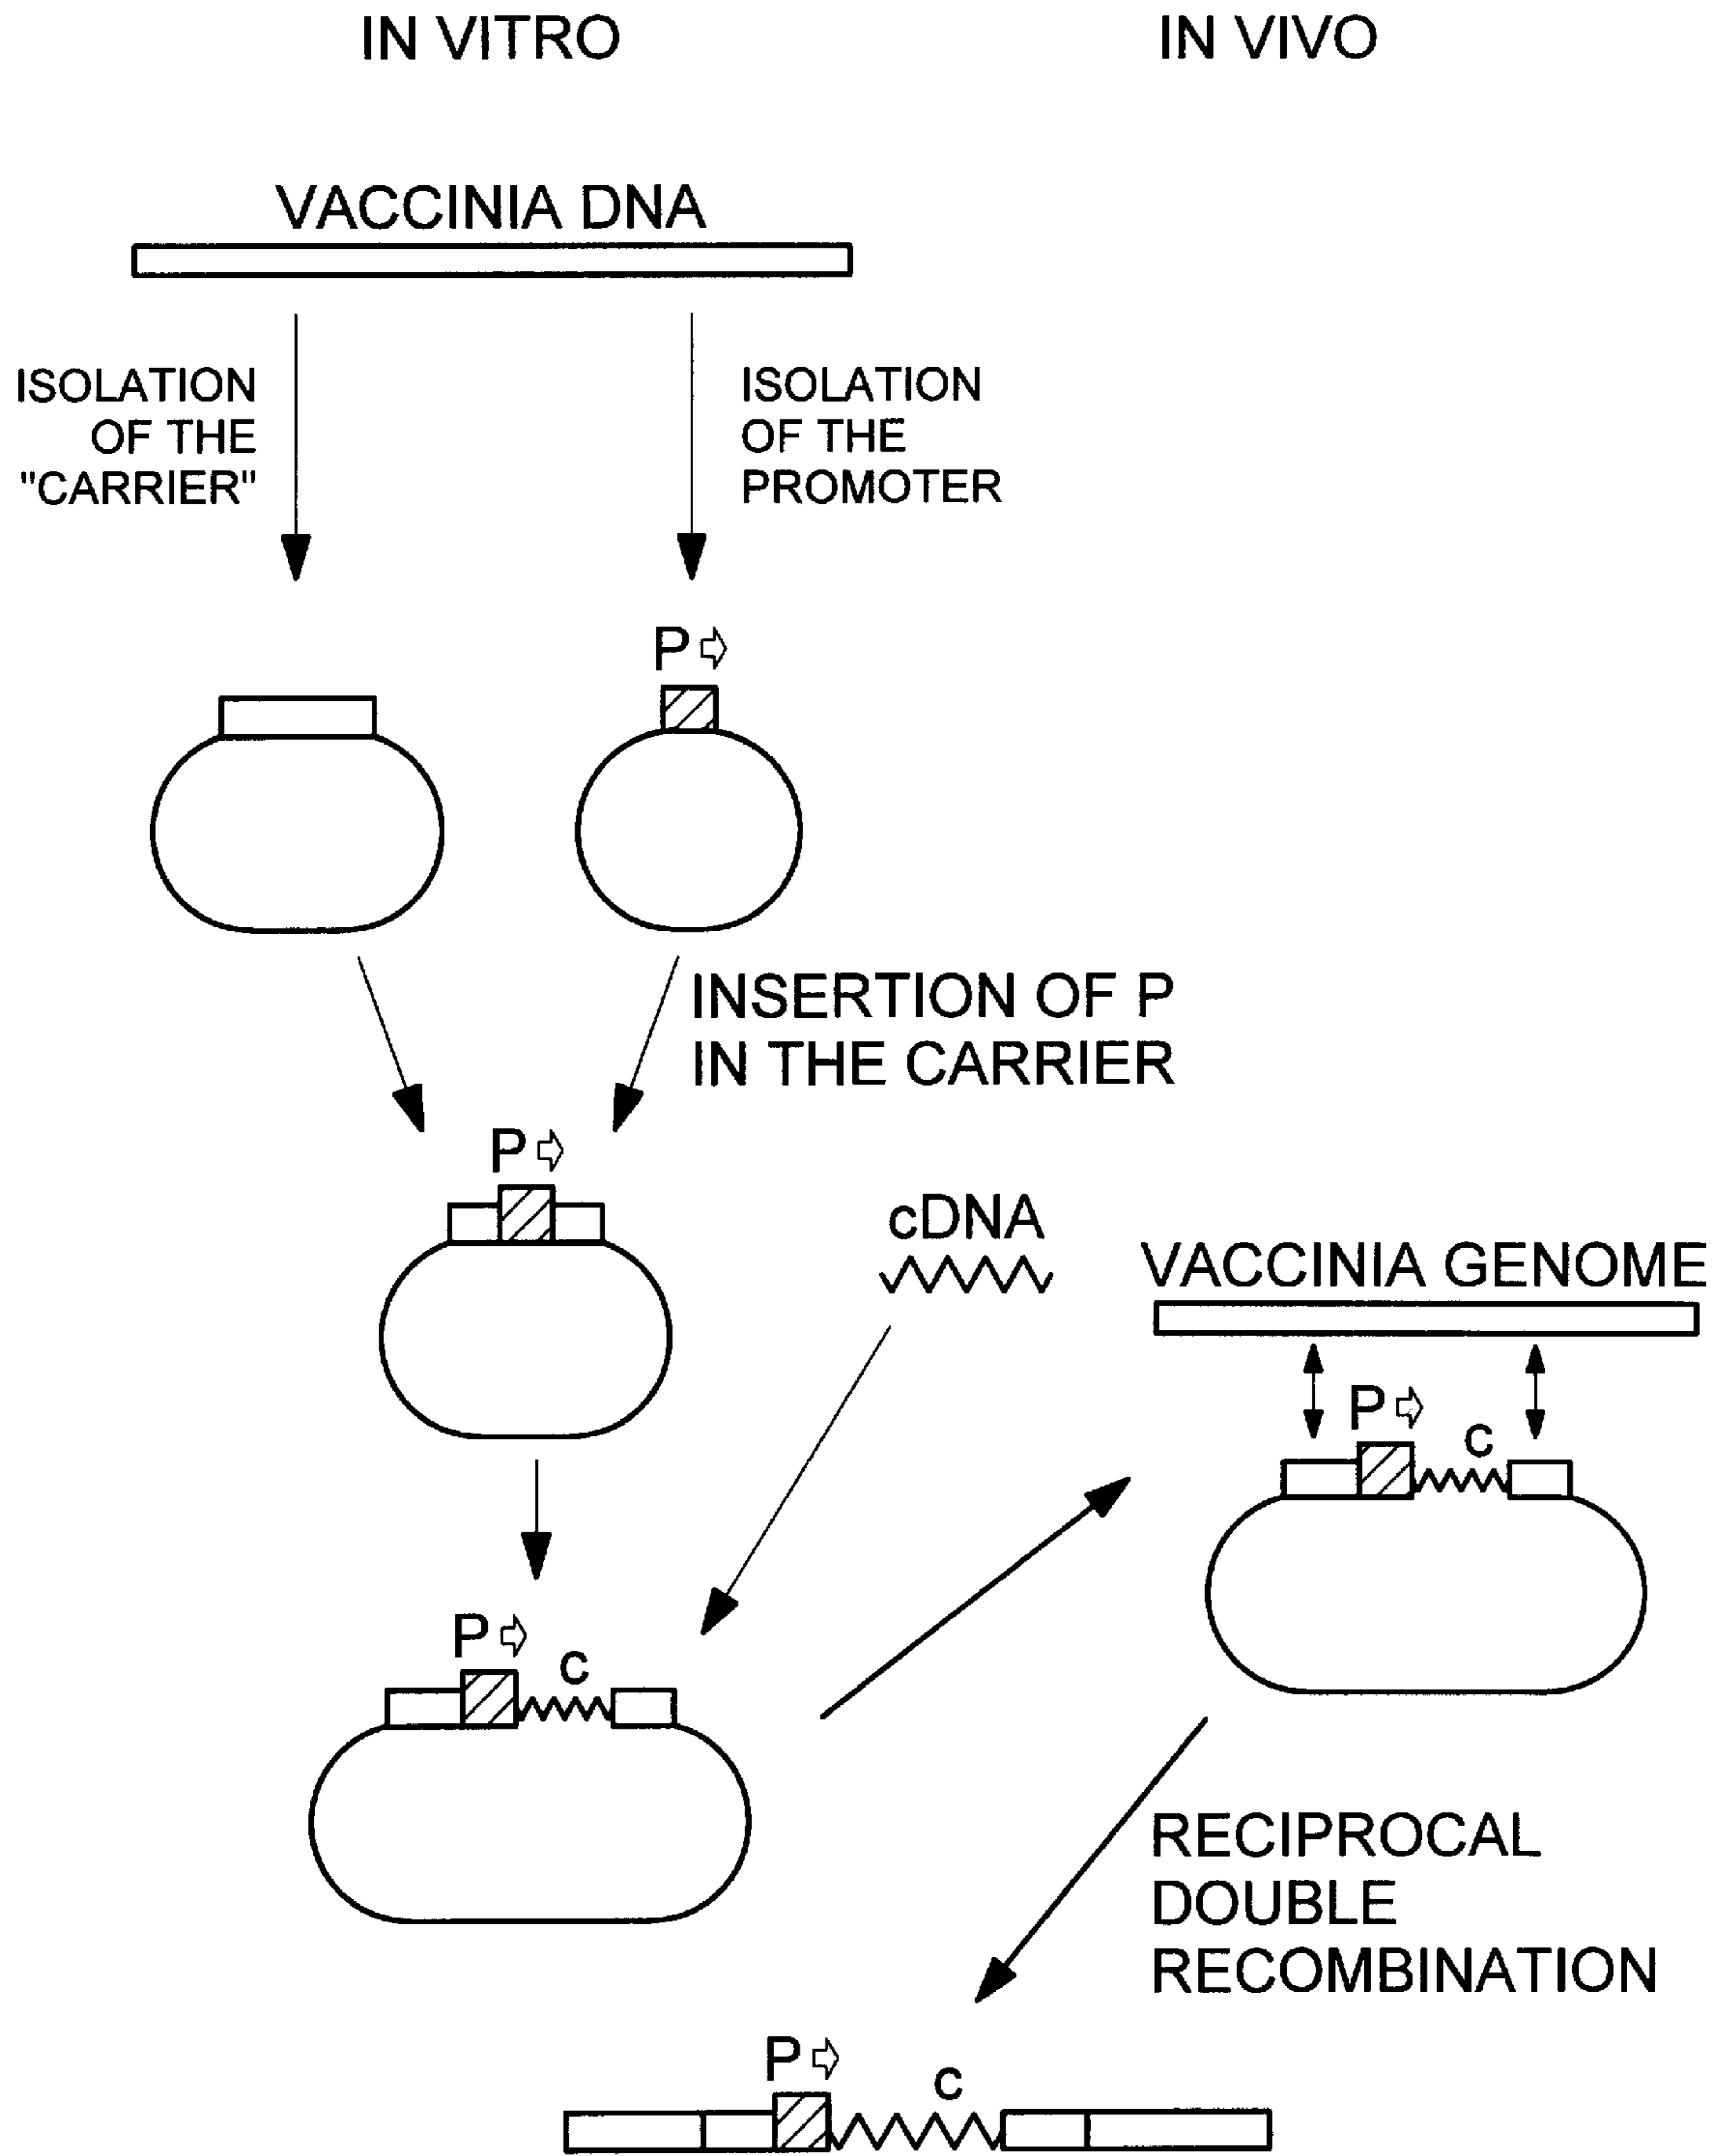 IN VITRO
IN VIVO
VACCINIA DNA
ISOLATION
OF THE
"CARRIER"
ISOLATION
OF THE
PROMOTER
P
INSERTION OF P
IN THE CARRIER
P
cDNA
VACCINIA GENOME
P
C
P
C
RECIPROCAL
DOUBLE
RECOMBINATION
P
C